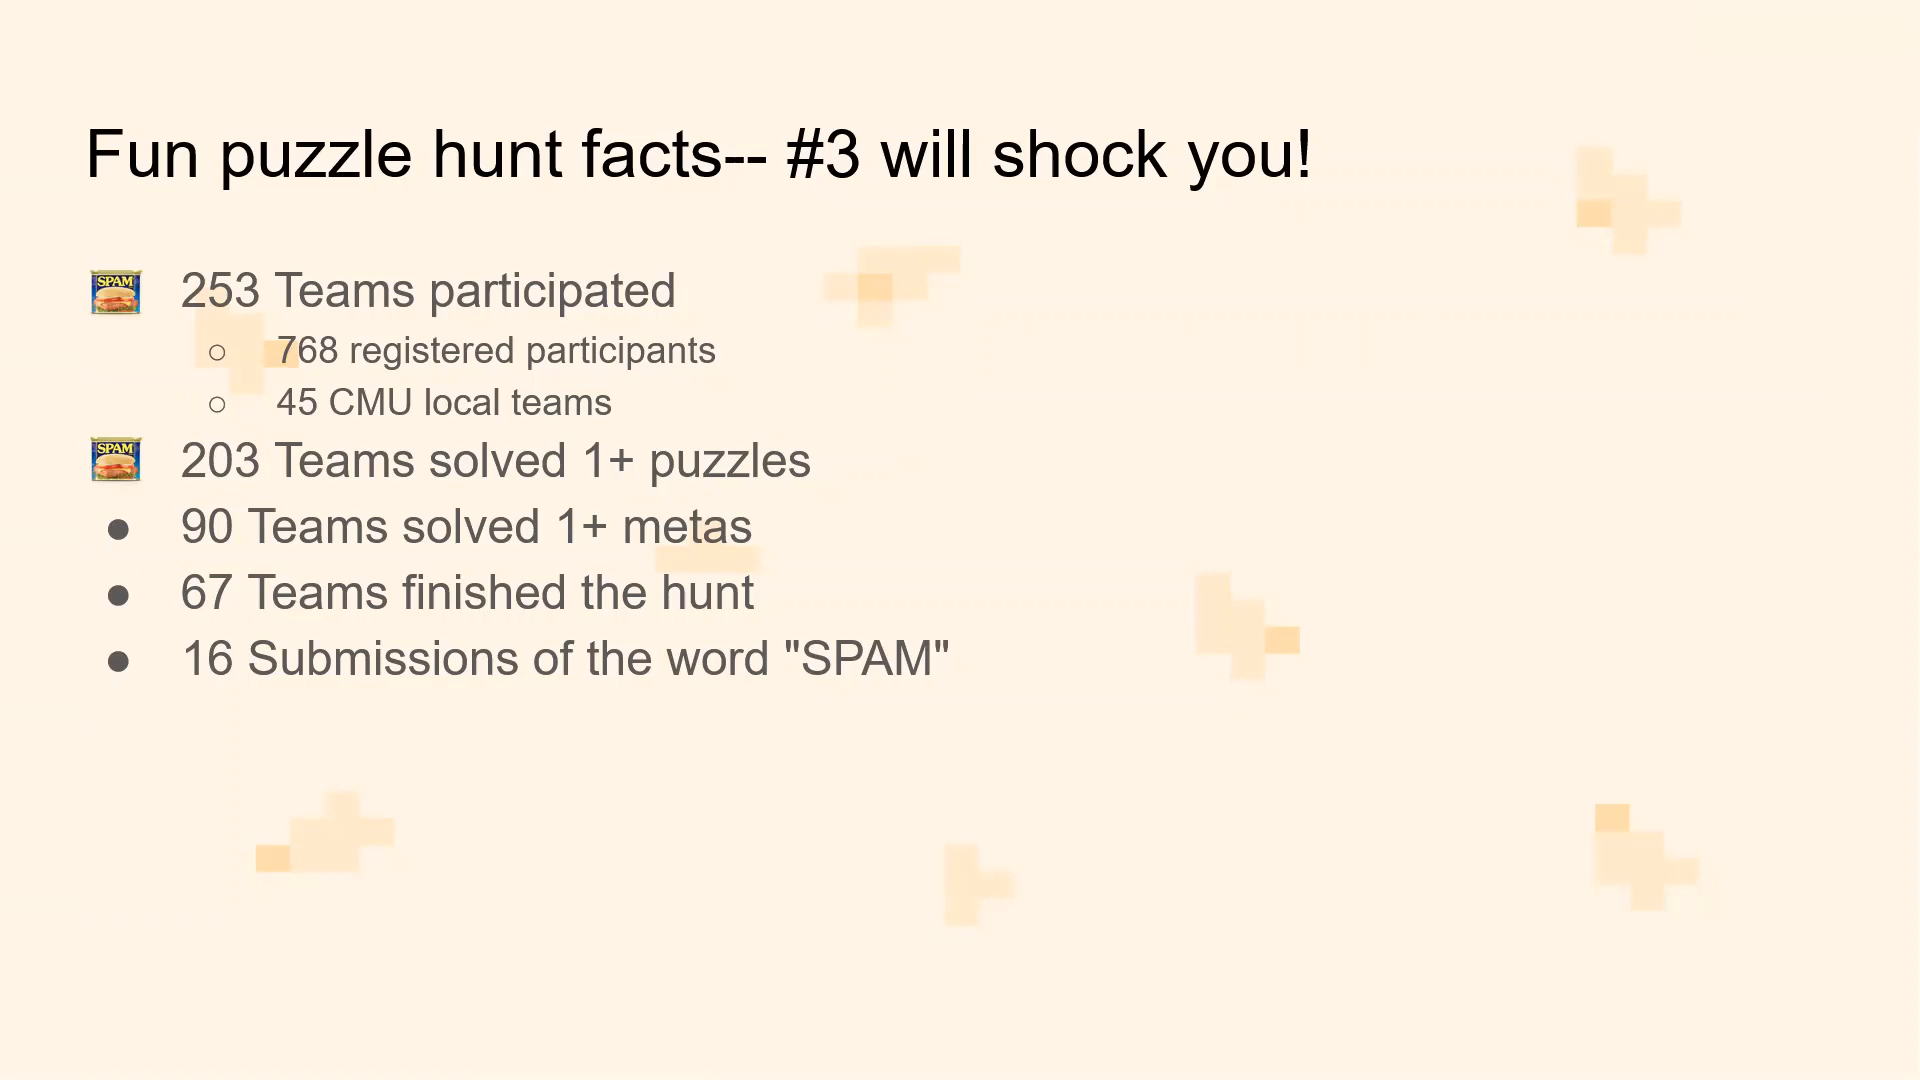 Fun puzzle hunt facts-- #3 will shock you!
SPAM 253 Teams participated
768 registered participants
45 CMU local teams
SPAM 203 Teams solved 1+ puzzles
90 Teams solved 1+ metas
67 Teams finished the hunt
16 Submissions of the word "SPAM"